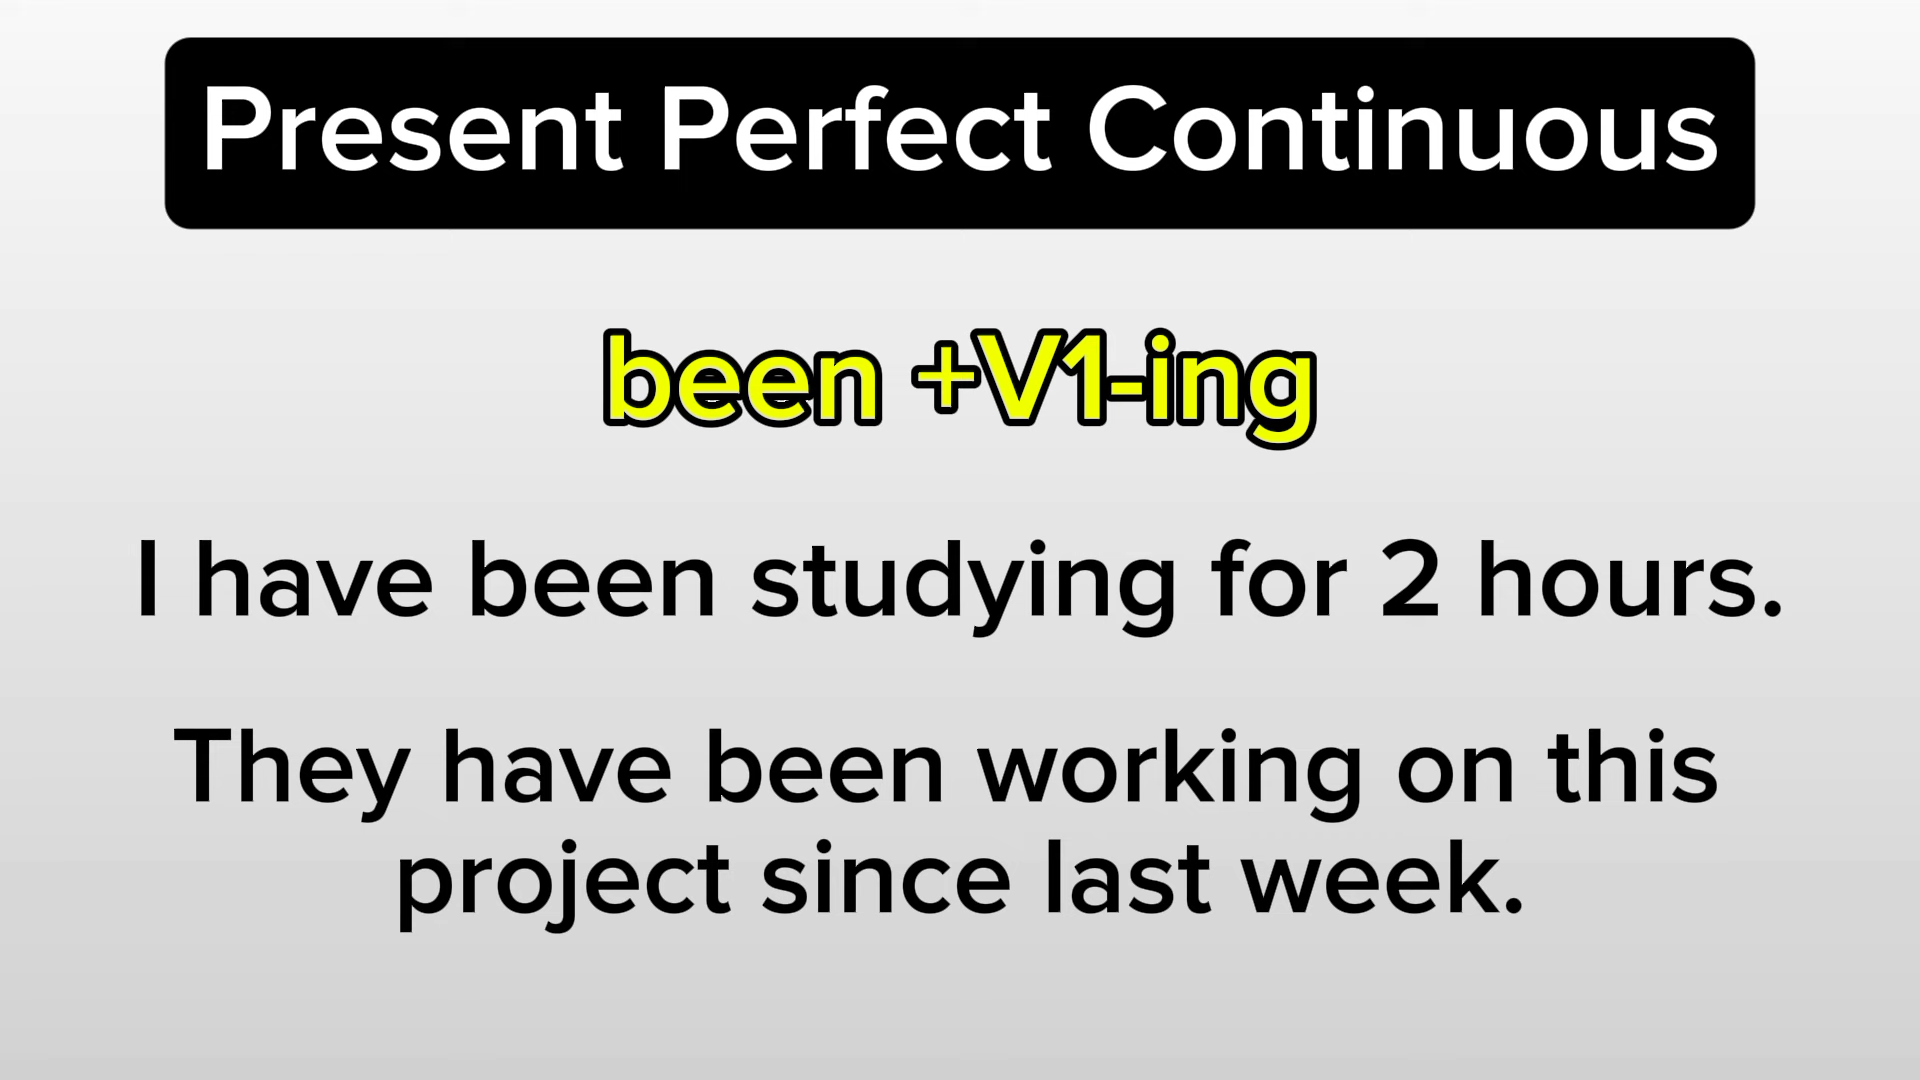 Present Perfect Continuous
been +V1-ing
I have been studying for 2 hours.
They have been working on this
project since last week.